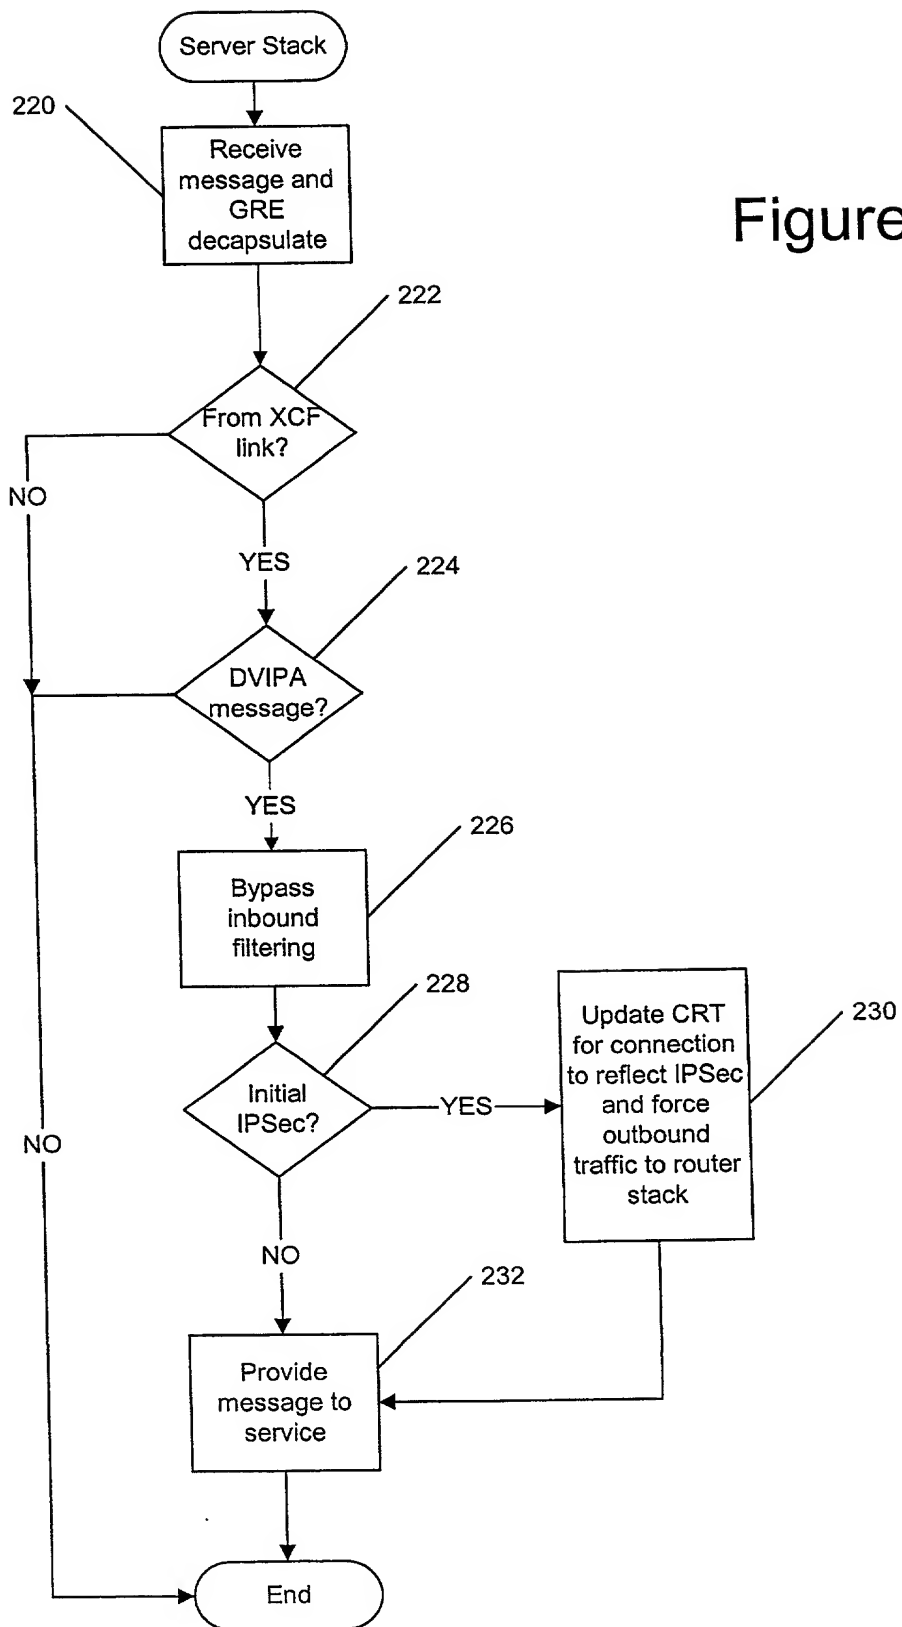 Server Stack
220
Receive
message and
GRE
decapsulate
Figure
222
From XCF
link?
NO
YES
224
DVIPA
message?
YES
226
Bypass
inbound
filtering
228
Initial
IPSec?
YES
Update CRT
for connection
to reflect IPSec
and force
outbound
traffic to router
stack
230
NO
NO
232
Provide
message to
service
End